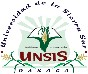 Universidad de la Sierra Sur
UNSIS
OAXACA